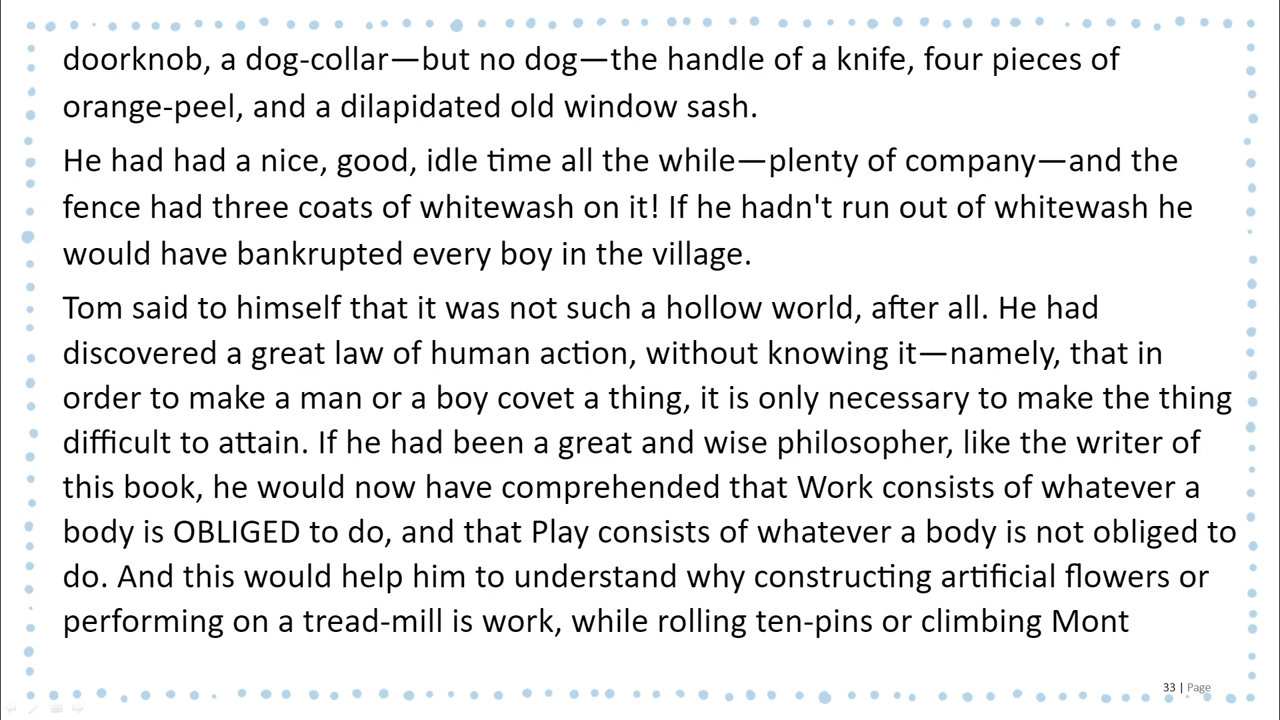 doorknob, a dog-collar—but no dog—the handle of a knife, four pieces of
orange-peel, and a dilapidated old window sash.
He had had a nice, good, idle time all the while—plenty of company—and the
fence had three coats of whitewash on it! If he hadn't run out of whitewash he
would have bankrupted every boy in the village.
Tom said to himself that it was not such a hollow world, after all. He had
discovered a great law of human action, without knowing it—namely, that in
order to make a man or a boy covet a thing, it is only necessary to make the thing
difficult to attain. If he had been a great and wise philosopher, like the writer of
this book, he would now have comprehended that Work consists of whatever a
body is OBLIGED to do, and that Play consists of whatever a body is not obliged to
do. And this would help him to understand why constructing artificial flowers or
performing on a tread-mill is work, while rolling ten-pins or climbing Mont
33 | Page